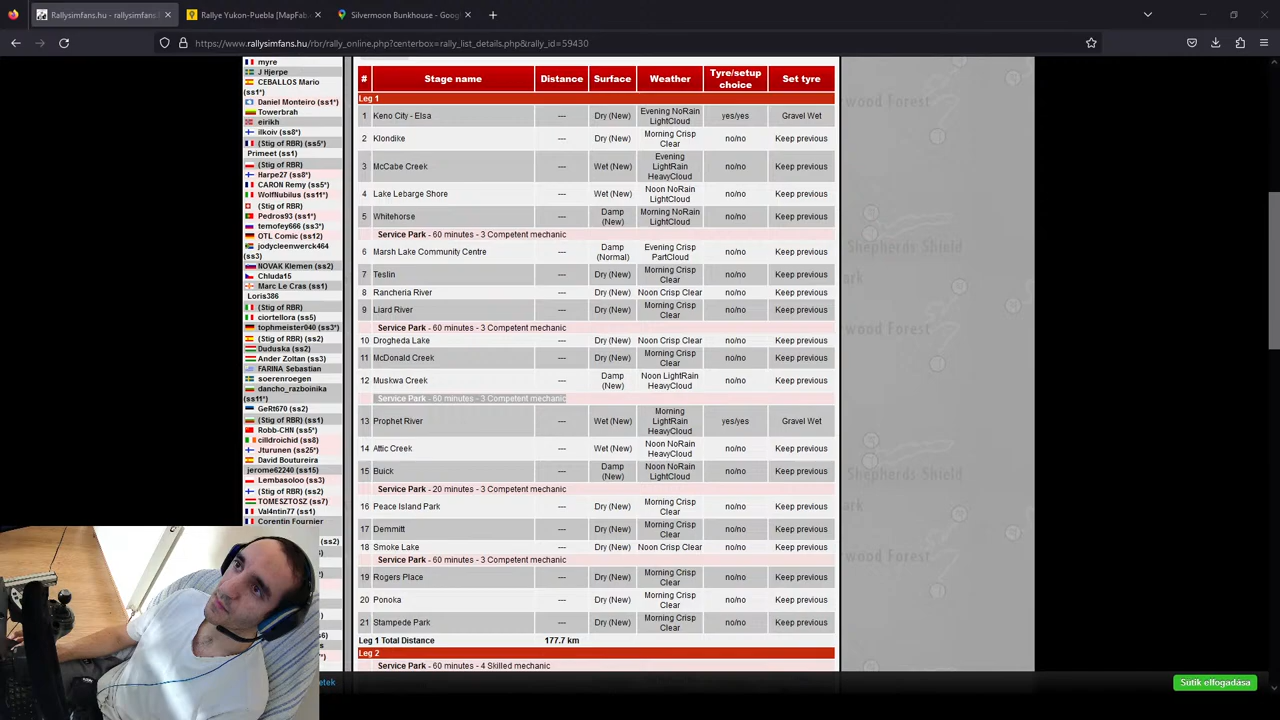 Rallysimfans.hu - rallysimfans.h
Rallye Yukon-Puebla [MapFab.
Silvermoon Bunkhouse - Goog
https://www.rallysimfans.hu/rbr/rally_online.php?centerbox=rally_list_details.php&rally_id=59430
myre
J Hjerpe
CEBALLOS Mario
(ss1*)
Daniel Monteiro (ss1*)
Towerbrah
eirikh
ilkoiv (ss8*)
(Stig of RBR) (ss5*)
Primeet (ss1)
(Stig of RBR)
Harpe27 (ss8*)
CARON Remy (ss5*)
WolfNubilus (ss11*)
(Stig of RBR)
Pedros93 (ss1*)
temofey666 (ss3*)
OTL Comic (ss12)
jodycleenwerck464
(ss3)
NOVAK Klemen (ss2)
Chluda15
Marc Le Cras (ss1)
Loris386
(Stig of RBR)
ciortellora (ss5)
tophmeister040 (ss3*)
(Stig of RBR) (ss2)
Duduska (ss2)
Ander Zoltan (ss3)
FARINA Sebastian
soerenroegen
dancho_razboinika
(ss11*)
GeRt670 (ss2)
(Stig of RBR) (ss1)
Robb-CHN (ss5*)
cilldroichid (ss8)
Jturunen (ss25*)
David Boutureira
jerome62240 (ss15)
Lembasoloo (ss3)
(Stig of RBR) (ss2)
TOMESZTOSZ (ss7)
Val4ntin77 (ss1)
Corentin Fournier
ss2)
s6)
etek
# Stage name Distance Surface Weather Tyre/setup choice Set tyre
Leg 1
1 Keno City - Elsa --- Dry (New) Evening NoRain LightCloud yes/yes Gravel Wet
2 Klondike --- Dry (New) Morning Crisp Clear no/no Keep previous
3 McCabe Creek --- Wet (New) Evening LightRain HeavyCloud no/no Keep previous
4 Lake Lebarge Shore --- Wet (New) Noon NoRain LightCloud no/no Keep previous
5 Whitehorse --- Damp (New) Morning NoRain LightCloud no/no Keep previous
Service Park - 60 minutes - 3 Competent mechanic
6 Marsh Lake Community Centre --- Damp (Normal) Evening Crisp PartCloud no/no Keep previous
7 Teslin --- Dry (New) Morning Crisp Clear no/no Keep previous
8 Rancheria River --- Dry (New) Noon Crisp Clear no/no Keep previous
9 Liard River --- Dry (New) Morning Crisp Clear no/no Keep previous
Service Park - 60 minutes - 3 Competent mechanic
10 Drogheda Lake --- Dry (New) Noon Crisp Clear no/no Keep previous
11 McDonald Creek --- Dry (New) Morning Crisp Clear no/no Keep previous
12 Muskwa Creek --- Damp (New) Noon LightRain HeavyCloud no/no Keep previous
Service Park - 60 minutes - 3 Competent mechanic
13 Prophet River --- Wet (New) Morning LightRain HeavyCloud yes/yes Gravel Wet
14 Attic Creek --- Wet (New) Noon NoRain LightCloud no/no Keep previous
15 Buick --- Damp (New) Noon NoRain LightCloud no/no Keep previous
Service Park - 20 minutes - 3 Competent mechanic
16 Peace Island Park --- Dry (New) Morning Crisp Clear no/no Keep previous
17 Demmitt --- Dry (New) Morning Crisp Clear no/no Keep previous
18 Smoke Lake --- Dry (New) Noon Crisp Clear no/no Keep previous
Service Park - 60 minutes - 3 Competent mechanic
19 Rogers Place --- Dry (New) Morning Crisp Clear no/no Keep previous
20 Ponoka --- Dry (New) Morning Crisp Clear no/no Keep previous
21 Stampede Park --- Dry (New) Morning Crisp Clear no/no Keep previous
Leg 1 Total Distance 177.7 km
Leg 2
Service Park - 60 minutes - 4 Skilled mechanic
wood Forest
Shepherds Shield
ark
wood Forest
Shepherds Shield
ark
wood Forest
Sütik elfogadása